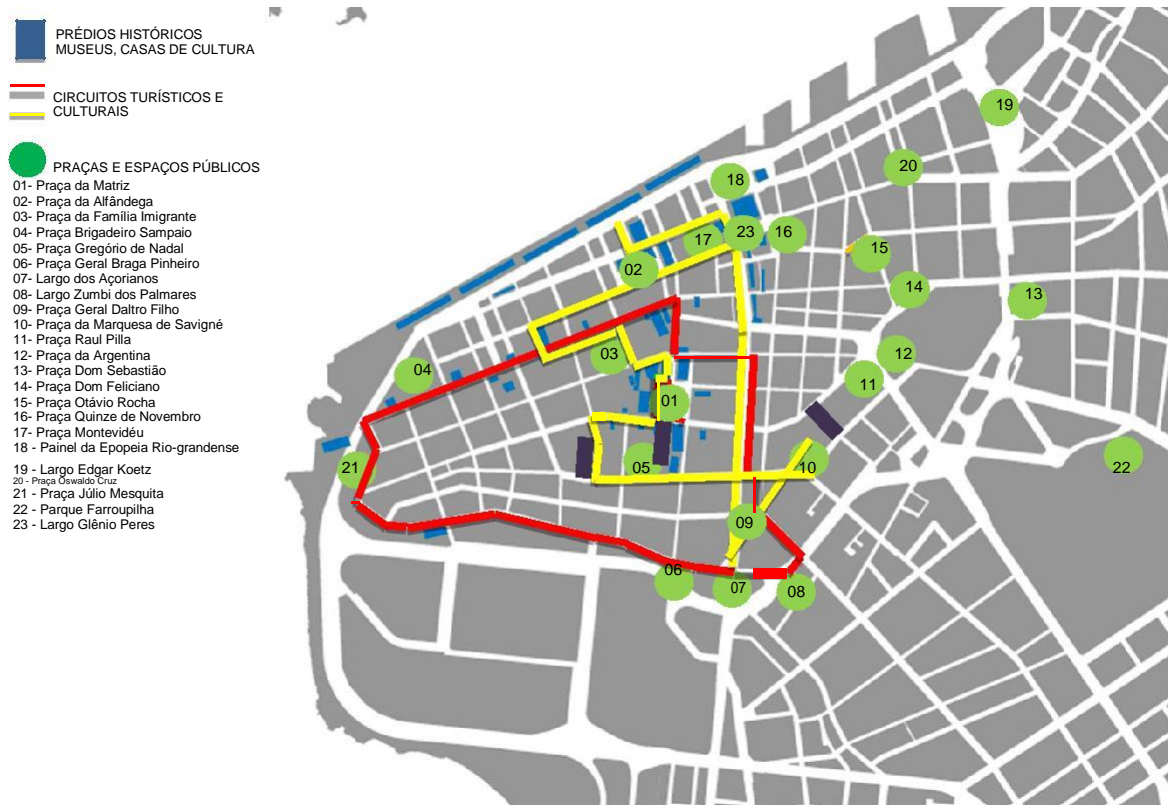 PRÉDIOS HISTÓRICOS
MUSEUS, CASAS DE CULTURA
CIRCUITOS TURÍSTICOS E
CULTURAIS
PRAÇAS E ESPAÇOS PÚBLICOS
01- Praça da Matriz
02- Praça da Alfândega
03- Praça da Família Imigrante
04- Praça Brigadeiro Sampaio
05- Praça Gregório de Nadal
06- Praça Geral Braga Pinheiro
07- Largo dos Açorianos
08- Largo Zumbi dos Palmares
09- Praça Geral Daltro Filho
10- Praça da Marquesa de Savigné
11- Praça Raul Pilla
12- Praça da Argentina
13- Praça Dom Sebastião
14- Praça Dom Feliciano
15- Praça Otávio Rocha
16- Praça Quinze de Novembro
17- Praça Montevidéu
18 - Painel da Epopeia Rio-grandense
19 - Largo Edgar Koetz
20 - Praça Oswaldo Cruz
21 - Praça Júlio Mesquita
22 - Parque Farroupilha
23 - Largo Glênio Peres
19
20
18
23
16
17
15
02
14
13
03
12
04
11
01
05
10
21
22
09
06
07
08